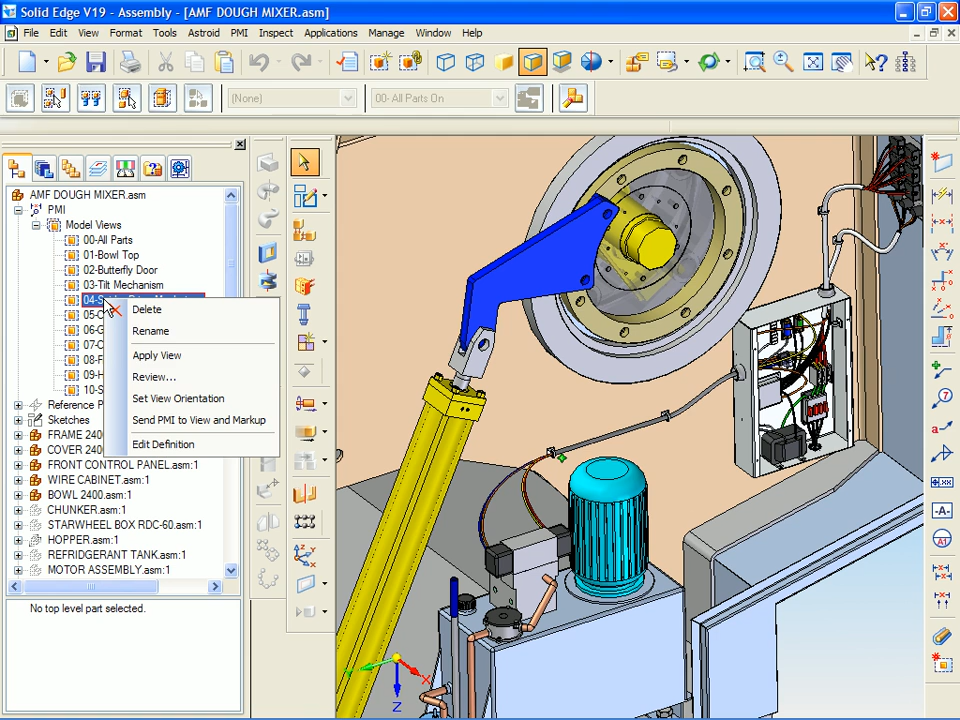 Solid Edge V19 - Assembly - [AMF DOUGH MIXER.asm]
File Edit View Format Tools Astroid PMI Inspect Applications Manage Window Help
(None) 00- All Parts On
AMF DOUGH MIXER.asm
PMI
Model Views
00-All Parts
01-Bowl Top
02-Butterfly Door
03-Tilt Mechanism
Delete
Rename
Apply View
Review...
Set View Orientation
Send PMI to View and Markup
Edit Definition
Sketches
FRONT CONTROL PANEL.asm:1
WIRE CABINET.asm:1
BOWL 2400.asm:1
CHUNKER.asm:1
STARWHEEL BOX RDC-60.asm:1
HOPPER.asm:1
REFRIDGERANT TANK.asm:1
MOTOR ASSEMBLY.asm:1
No top level part selected.
Y
X
Z